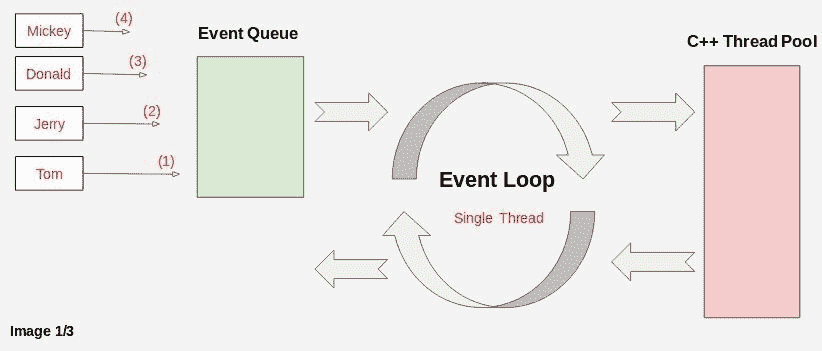 Mickey
(4)
Donald
(3)
Jerry
(2)
Tom
(1)
Event Queue
Event Loop
Single Thread
C++ Thread Pool
Image 1/3